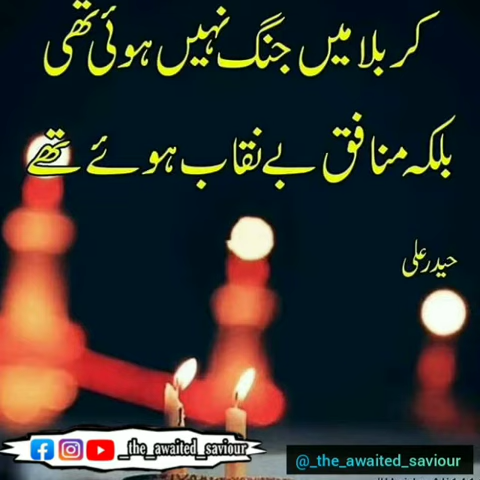 کربلا میں جنگ نہیں ہوئی تھی
بلکہ منافق بے نقاب ہوئے تھے
حیدر علی
_the_awaited_saviour
@_the_awaited_saviour